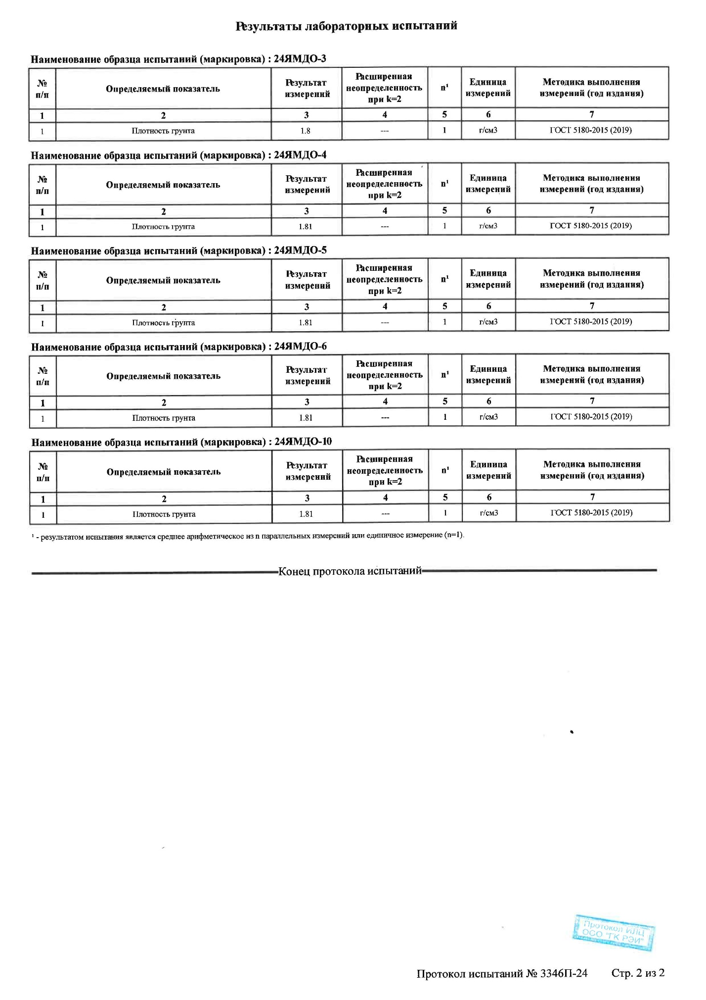 Результаты лабораторных испытаний
Наименование образца испытаний (маркировка) : 24ЯМДО-3
№ п/п Определяемый показатель Результат измерений Расширенная неопределенность при k=2 n¹ Единица измерений Методика выполнения измерений (год издания)
1 2 3 4 5 6 7
1 Плотность грунта 1.8 --- 1 г/см3 ГОСТ 5180-2015 (2019)
Наименование образца испытаний (маркировка) : 24ЯМДО-4
№ п/п Определяемый показатель Результат измерений Расширенная неопределенность при k=2 n¹ Единица измерений Методика выполнения измерений (год издания)
1 2 3 4 5 6 7
1 Плотность грунта 1.81 --- 1 г/см3 ГОСТ 5180-2015 (2019)
Наименование образца испытаний (маркировка) : 24ЯМДО-5
№ п/п Определяемый показатель Результат измерений Расширенная неопределенность при k=2 n¹ Единица измерений Методика выполнения измерений (год издания)
1 2 3 4 5 6 7
1 Плотность грунта 1.81 --- 1 г/см3 ГОСТ 5180-2015 (2019)
Наименование образца испытаний (маркировка) : 24ЯМДО-6
№ п/п Определяемый показатель Результат измерений Расширенная неопределенность при k=2 n¹ Единица измерений Методика выполнения измерений (год издания)
1 2 3 4 5 6 7
1 Плотность грунта 1.81 --- 1 г/см3 ГОСТ 5180-2015 (2019)
Наименование образца испытаний (маркировка) : 24ЯМДО-10
№ п/п Определяемый показатель Результат измерений Расширенная неопределенность при k=2 n¹ Единица измерений Методика выполнения измерений (год издания)
1 2 3 4 5 6 7
1 Плотность грунта 1.81 --- 1 г/см3 ГОСТ 5180-2015 (2019)
¹ - результатом испытания является среднее арифметическое из n параллельных измерений или единичное измерение (n=1).
Конец протокола испытаний
Протокол ИЛЦ
ООО "ГК РЭИ"
Протокол испытаний № 3346П-24 Стр. 2 из 2